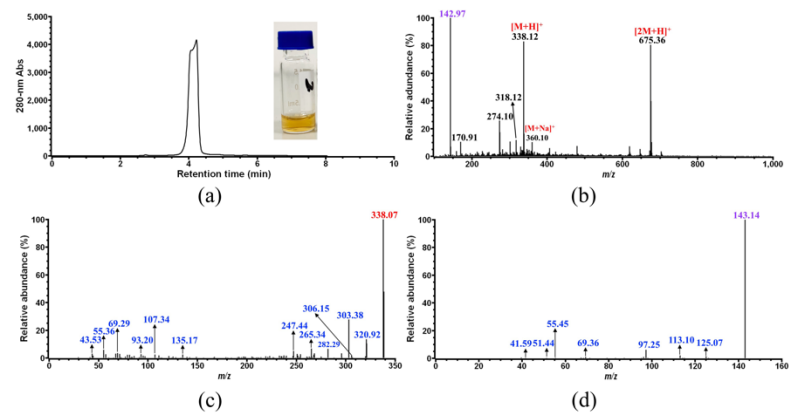 5,000
4,000
3,000
2,000
1,000
0
280-nm Abs
0 2 4 6 8 10
Retention time (min)
(a)
142.97
[M+H]+
338.12
[2M+H]+
675.36
318.12
274.10
[M+Na]+
360.10
170.91
100
80
60
40
20
0
Relative adundance (%)
200 400 600 800 1,000
m/z
(b)
338.07
306.15
303.38
320.92
247.44
265.34
282.29
107.34
69.29
55.36
43.53
93.20
135.17
100
80
60
40
20
0
Relative abundance (%)
0 50 100 150 200 250 300 350
m/z
(c)
143.14
55.45
41.59
51.44
69.36
97.25
113.10
125.07
100
80
60
40
20
0
Relative abundance (%)
0 20 40 60 80 100 120 140 160
m/z
(d)